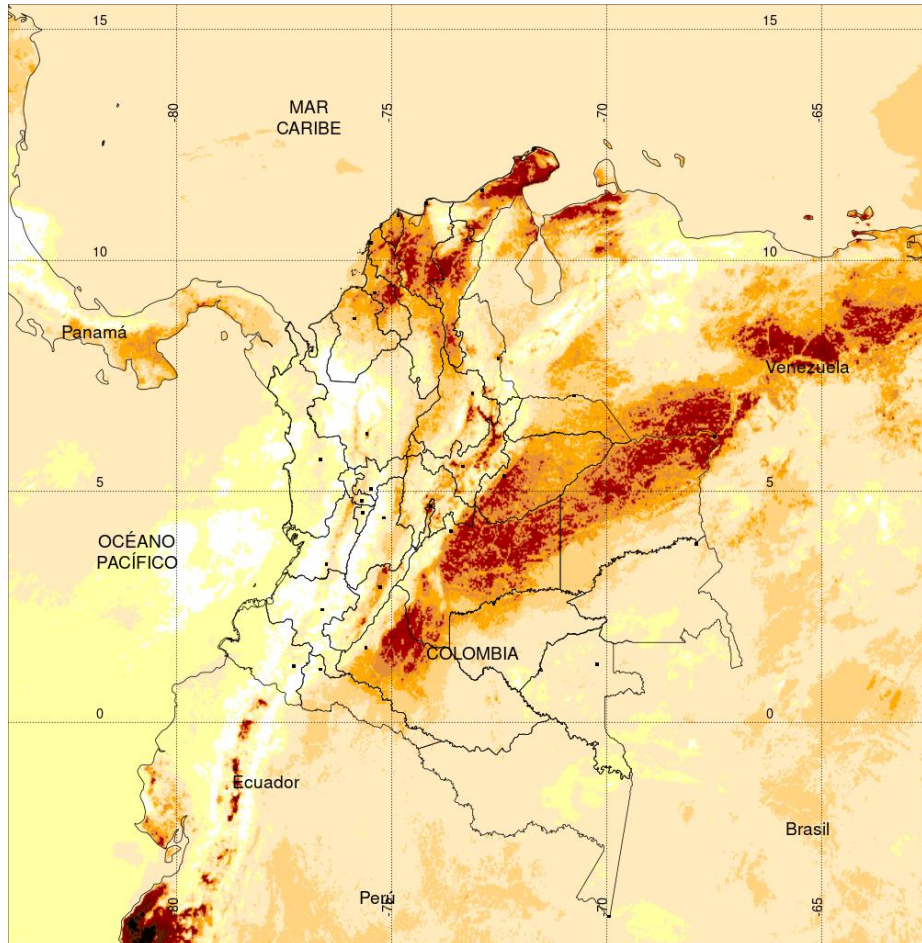 15
15
-80
-75
-70
-65
MAR
CARIBE
10
10
Panamá
Venezuela
5
5
OCÉANO
PACÍFICO
COLOMBIA
0
0
Ecuador
Brasil
Perú
-80
-75
-70
-65